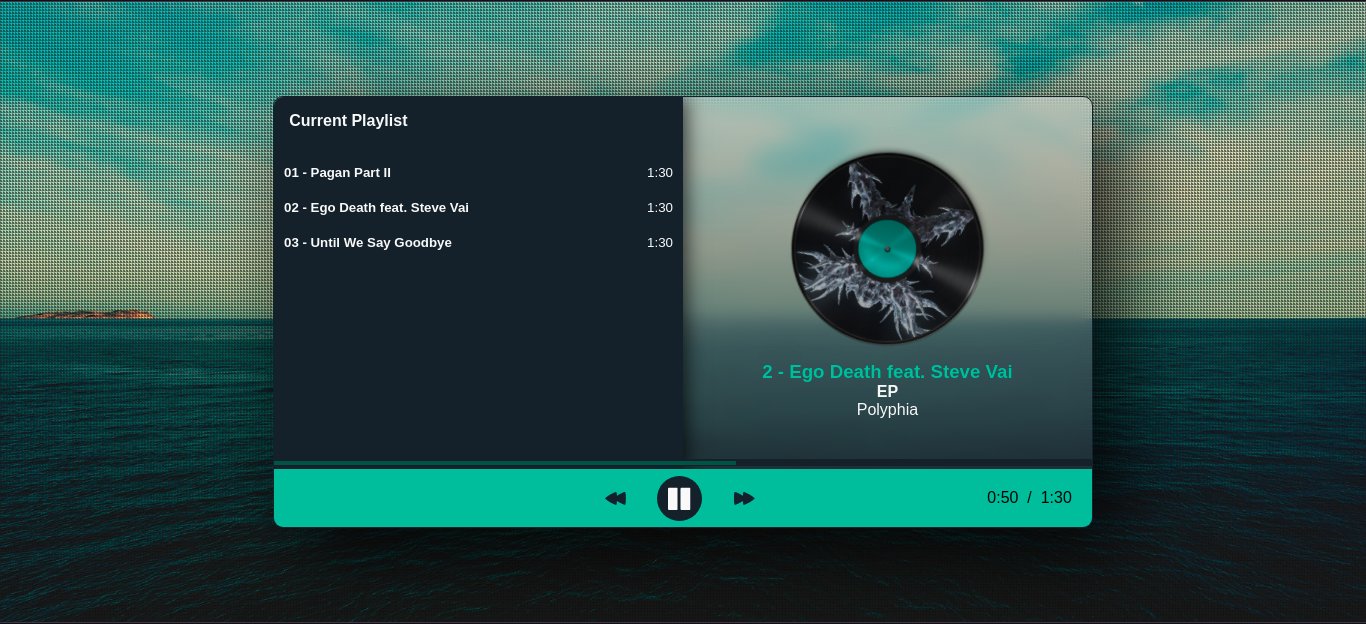 Current Playlist
01 - Pagan Part II 1:30
02 - Ego Death feat. Steve Vai 1:30
03 - Until We Say Goodbye 1:30
2 - Ego Death feat. Steve Vai
EP
Polyphia
0:50 / 1:30